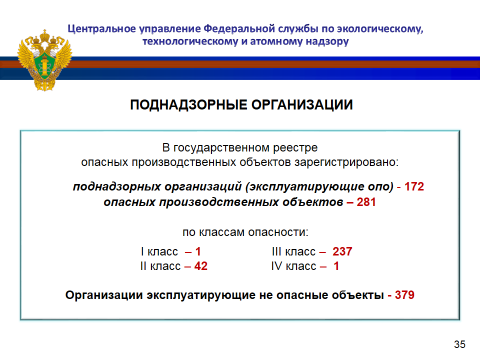 Центральное управление Федеральной службы по экологическому,
технологическому и атомному надзору
ПОДНАДЗОРНЫЕ ОРГАНИЗАЦИИ
В государственном реестре
опасных производственных объектов зарегистрировано:
поднадзорных организаций (эксплуатирующие опо) - 172
опасных производственных объектов – 281
по классам опасности:
I класс – 1 III класс – 237
II класс – 42 IV класс – 1
Организации эксплуатирующие не опасные объекты - 379
35